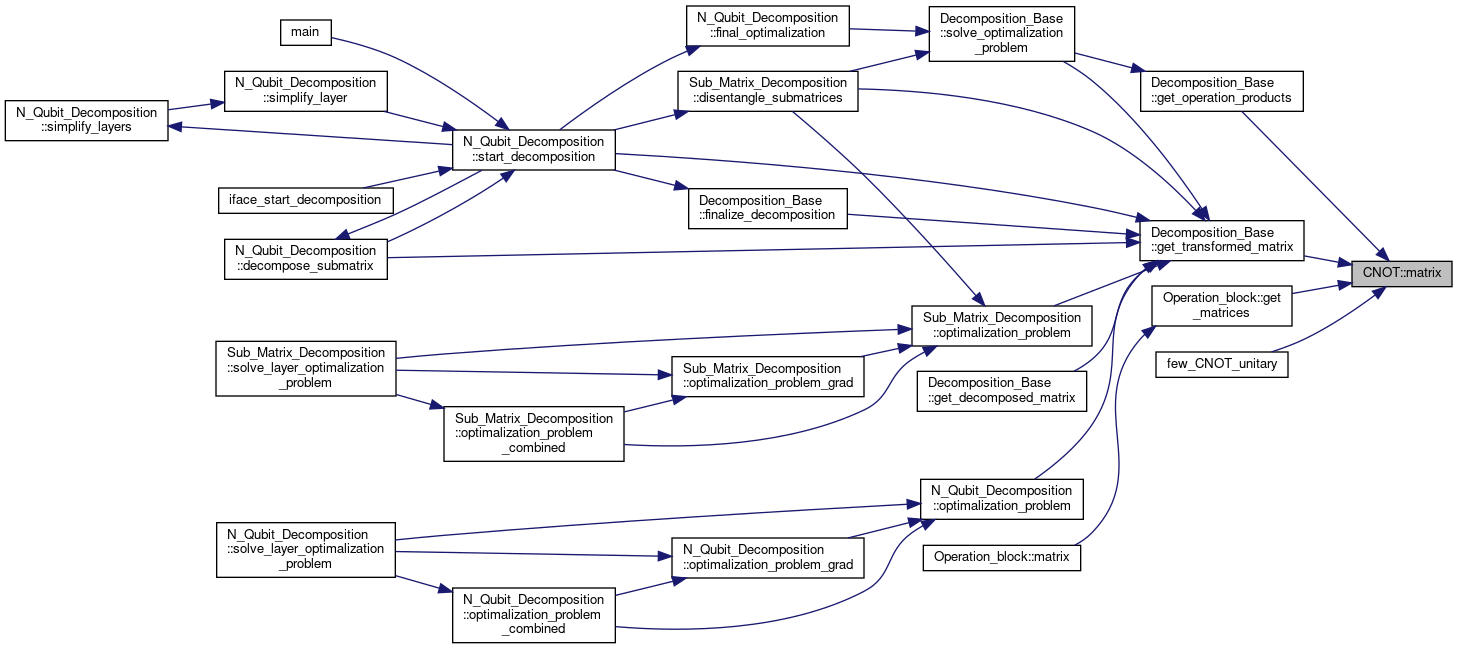 main
N_Qubit_Decomposition
::final_optimalization
Decomposition_Base
::solve_optimalization
_problem
N_Qubit_Decomposition
::simplify_layer
Sub_Matrix_Decomposition
::disentangle_submatrices
Decomposition_Base
::get_operation_products
N_Qubit_Decomposition
::simplify_layers
N_Qubit_Decomposition
::start_decomposition
iface_start_decomposition
Decomposition_Base
::finalize_decomposition
N_Qubit_Decomposition
::decompose_submatrix
Decomposition_Base
::get_transformed_matrix
CNOT::matrix
Operation_block::get
_matrices
Sub_Matrix_Decomposition
::optimalization_problem
few_CNOT_unitary
Sub_Matrix_Decomposition
::solve_layer_optimalization
_problem
Sub_Matrix_Decomposition
::optimalization_problem_grad
Decomposition_Base
::get_decomposed_matrix
Sub_Matrix_Decomposition
::optimalization_problem
_combined
N_Qubit_Decomposition
::optimalization_problem
N_Qubit_Decomposition
::solve_layer_optimalization
_problem
N_Qubit_Decomposition
::optimalization_problem_grad
Operation_block::matrix
N_Qubit_Decomposition
::optimalization_problem
_combined